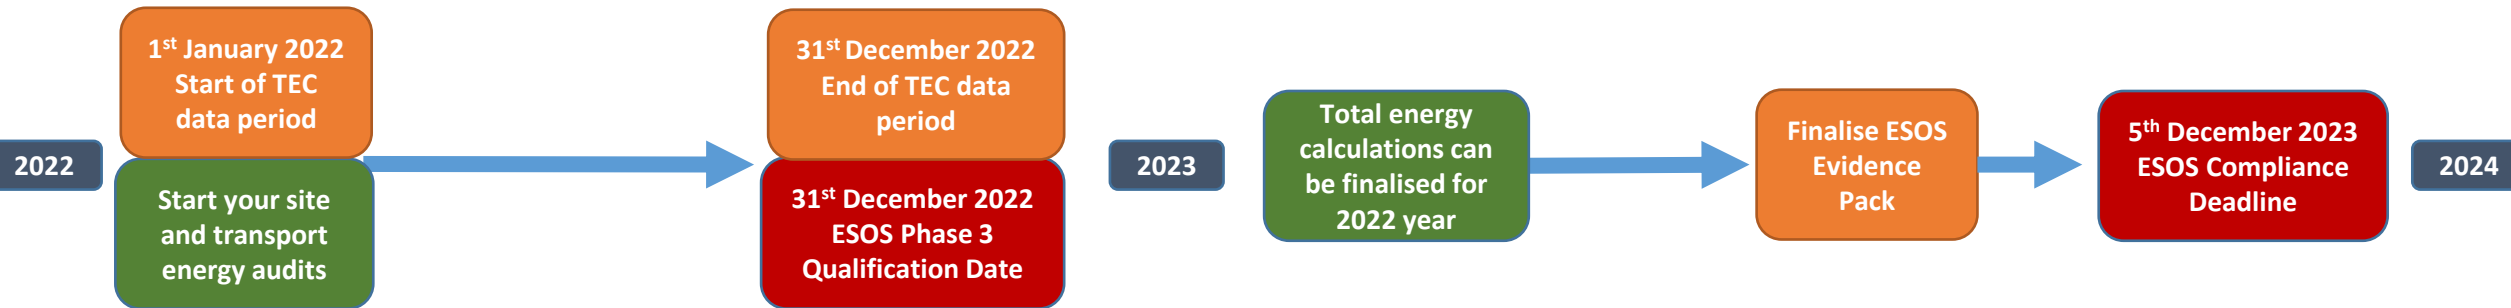 2022
1st January 2022
Start of TEC
data period
Start your site
and transport
energy audits
31st December 2022
End of TEC data
period
31st December 2022
ESOS Phase 3
Qualification Date
2023
Total energy
calculations can
be finalised for
2022 year
Finalise ESOS
Evidence
Pack
5th December 2023
ESOS Compliance
Deadline
2024